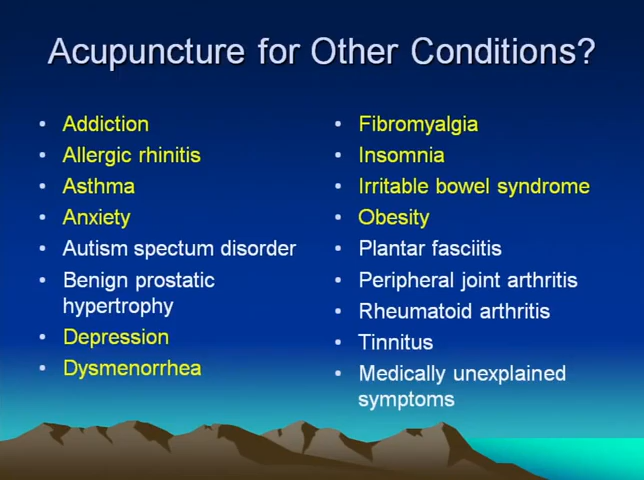 Acupuncture for Other Conditions?
• Addiction
• Allergic rhinitis
• Asthma
• Anxiety
• Autism spectum disorder
• Benign prostatic
hypertrophy
• Depression
• Dysmenorrhea
• Fibromyalgia
• Insomnia
• Irritable bowel syndrome
• Obesity
• Plantar fasciitis
• Peripheral joint arthritis
• Rheumatoid arthritis
• Tinnitus
• Medically unexplained
symptoms